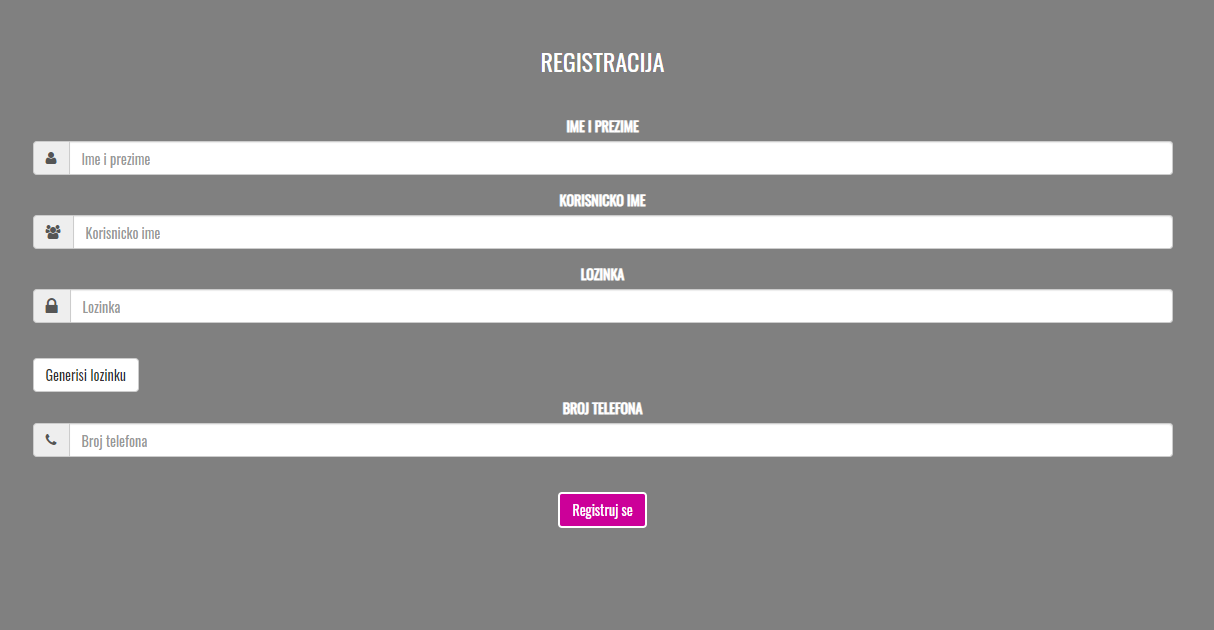 REGISTRACIJA
IME I PREZIME
Ime i prezime
KORISNICKO IME
Korisnicko ime
LOZINKA
Lozinka
Generisi lozinku
BROJ TELEFONA
Broj telefona
Registruj se